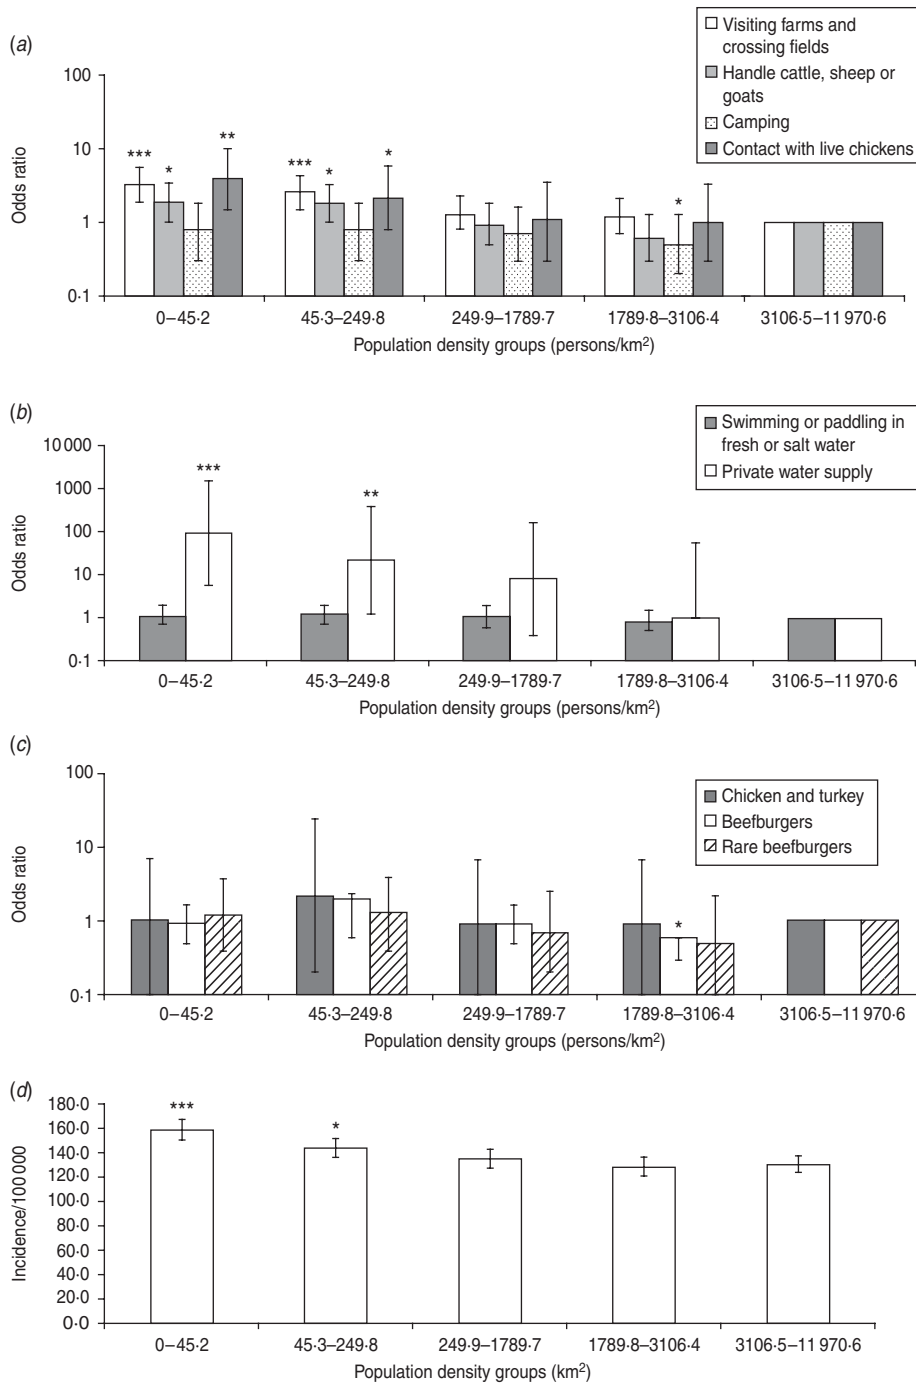 (a)
Visiting farms and
crossing fields
Handle cattle, sheep or
goats
Camping
Contact with live chickens
Odds ratio
100
10
1
0·1
*** * **
*** * *
*
0–45·2 45·3–249·8 249·9–1789·7 1789·8–3106·4 3106·5–11 970·6
Population density groups (persons/km²)
(b)
Swimming or paddling in
fresh or salt water
Private water supply
Odds ratio
10 000
1000
100
10
1
0·1
***
**
0–45·2 45·3–249·8 249·9–1789·7 1789·8–3106·4 3106·5–11 970·6
Population density groups (persons/km²)
(c)
Chicken and turkey
Beefburgers
Rare beefburgers
Odds ratio
100
10
1
0·1
*
0–45·2 45·3–249·8 249·9–1789·7 1789·8–3106·4 3106·5–11 970·6
Population density groups (persons/km²)
(d)
Incidence/100 000
180·0
160·0
140·0
120·0
100·0
80·0
60·0
40·0
20·0
0·0
***
*
0–45·2 45·3–249·8 249·9–1789·7 1789·8–3106·4 3106·5–11 970·6
Population density groups (km²)